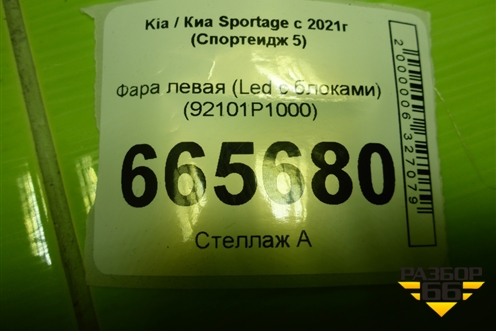 Kia / Киа Sportage с 2021г
(Спортеидж 5)
Фара левая (Led с блоками)
(92101P1000)
665680
Стеллаж А
2000006327079
РАЗБОР
66